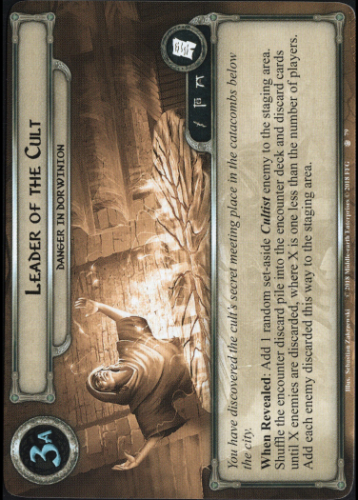 3A
LEADER OF THE CULT
DANGER IN DORWINION
You have discovered the cult's secret meeting place in the catacombs below
the city.
When Revealed: Add 1 random set-aside Cultist enemy to the staging area.
Shuffle the encounter discard pile into the encounter deck and discard cards
until X enemies are discarded, where X is one less than the number of players.
Add each enemy discarded this way to the staging area.
Illus. Sebastian Zakrzewski © 2018 Middle-earth Enterprises © 2018 FFG 79